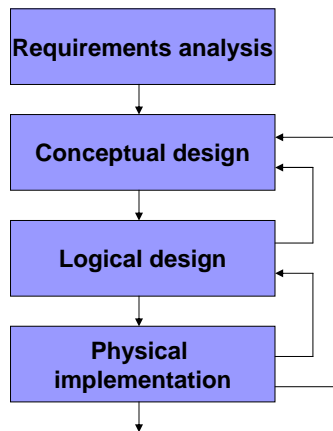 Requirements analysis
Conceptual design
Logical design
Physical
implementation